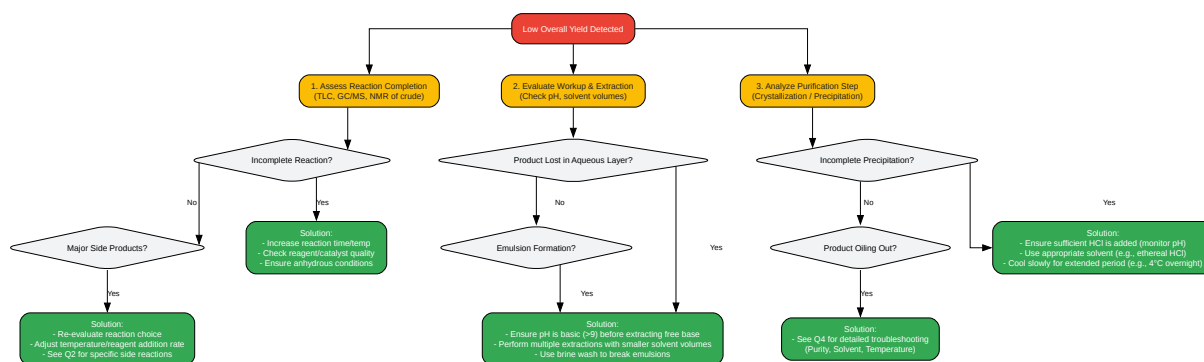 Low Overall Yield Detected
1. Assess Reaction Completion
(TLC, GC/MS, NMR of crude)
2. Evaluate Workup & Extraction
(Check pH, solvent volumes)
3. Analyze Purification Step
(Crystallization / Precipitation)
Incomplete Reaction?
Product Lost in Aqueous Layer?
Incomplete Precipitation?
No
Yes
No
No
Yes
Major Side Products?
Solution:
- Increase reaction time/temp
- Check reagent/catalyst quality
- Ensure anhydrous conditions
Emulsion Formation?
Yes
Product Oiling Out?
Solution:
- Ensure sufficient HCl is added (monitor pH)
- Use appropriate solvent (e.g., ethereal HCl)
- Cool slowly for extended period (e.g., 4°C overnight)
Yes
Yes
Yes
Solution:
- Re-evaluate reaction choice
- Adjust temperature/reagent addition rate
- See Q2 for specific side reactions
Solution:
- Ensure pH is basic (>9) before extracting free base
- Perform multiple extractions with smaller solvent volumes
- Use brine wash to break emulsions
Solution:
- See Q4 for detailed troubleshooting
(Purity, Solvent, Temperature)